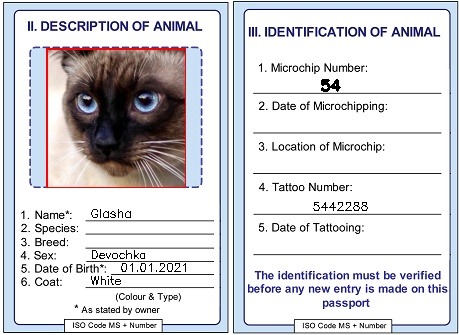 II. DESCRIPTION OF ANIMAL
1. Name*: Glasha
2. Species:
3. Breed:
4. Sex: Devochka
5. Date of Birth*: 01.01.2021
6. Coat: White
(Colour & Type)
* As stated by owner
ISO Code MS + Number
III. IDENTIFICATION OF ANIMAL
1. Microchip Number:
54
2. Date of Microchipping:
3. Location of Microchip:
4. Tattoo Number:
5442288
5. Date of Tattooing:
The identification must be verified
before any new entry is made on this
passport
ISO Code MS + Number